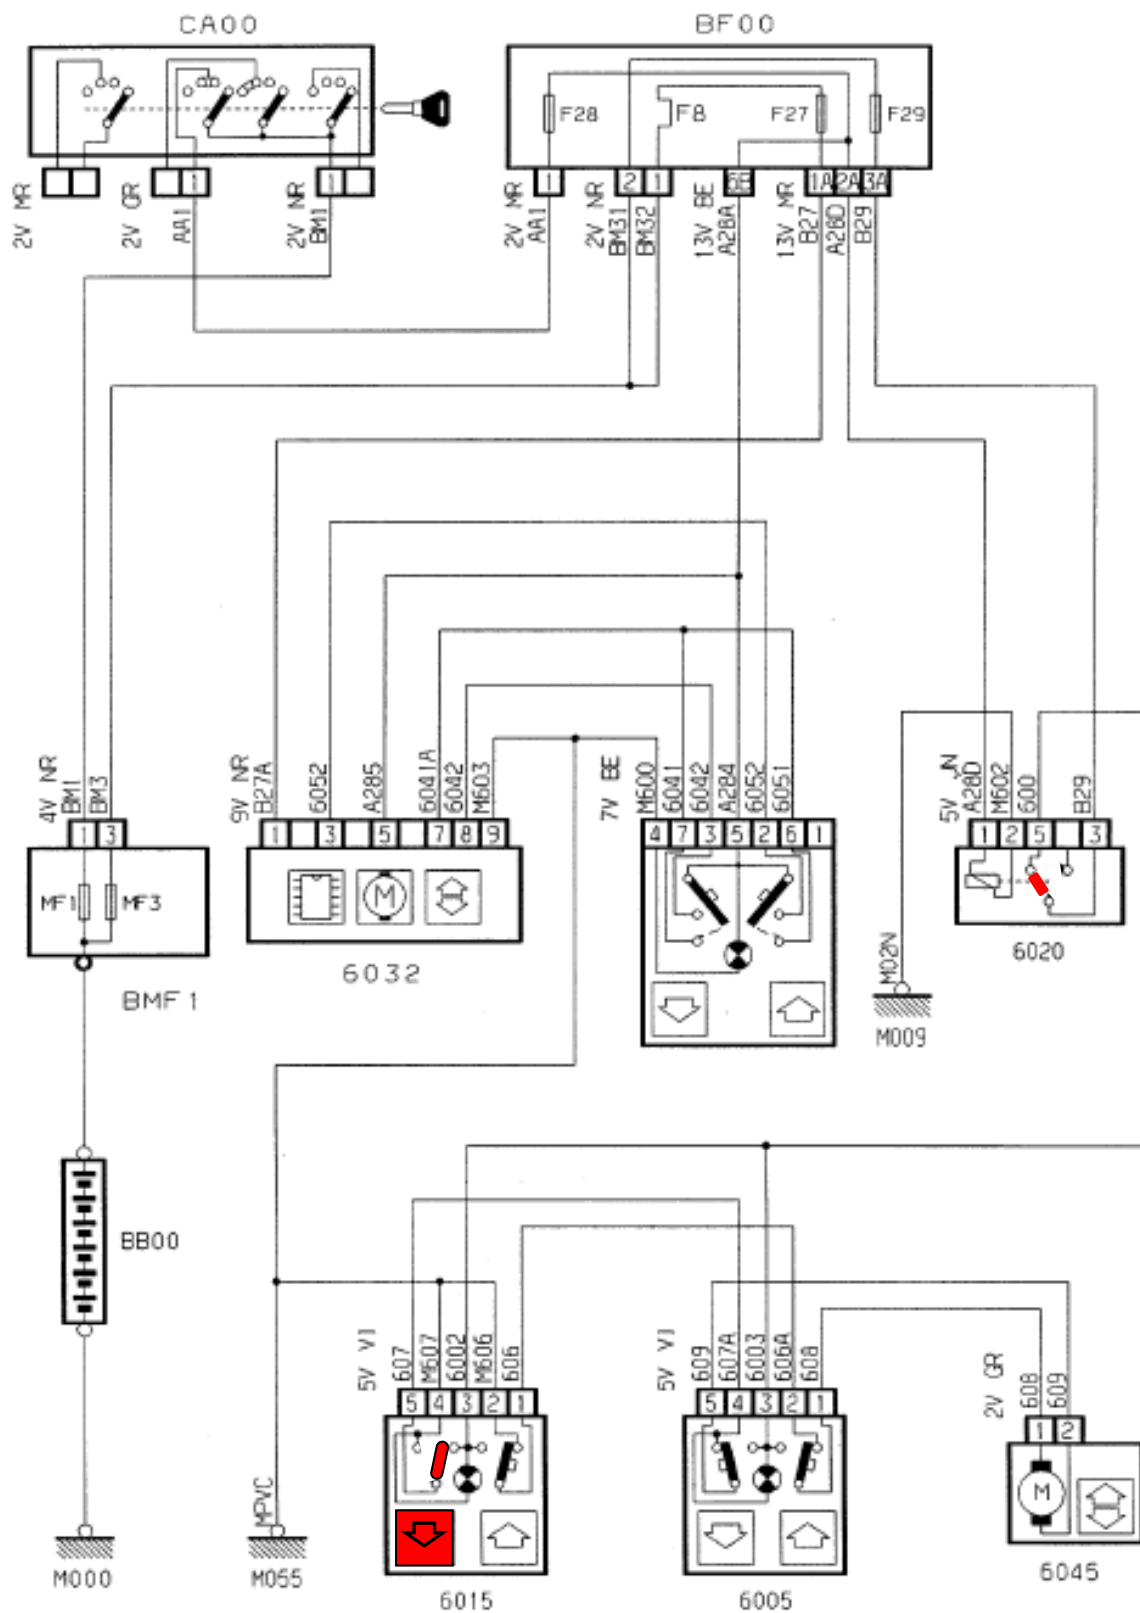 CA00
BF00
F28
F8
F27
F29
1
1
1
2
1
5B
1A
2A
3A
2V MR
2V GR
AA1
2V NR
BM1
2V MR
AA1
2V NR
BM31
BM32
13V BE
A28A
13V MR
B27
A28D
B29
4V NR
BM1
BM3
9V NR
B27A
6052
A285
6041A
6042
M603
7V BE
M600
6041
6042
A284
6052
6051
5V JN
A28D
M602
600
B29
1 3
1 3 5 7 8 9
4 7 3 5 2 6 1
1 2 5 3
MF1
MF3
M
6032
BMF1
6020
M02N
M009
BB00
5V VI
607
M607
6002
M606
606
5V VI
609
607A
6003
606A
608
2V GR
608
609
5 4 3 2 1
5 4 3 2 1
1 2
M
MPVC
M000
M055
6015
6005
6045